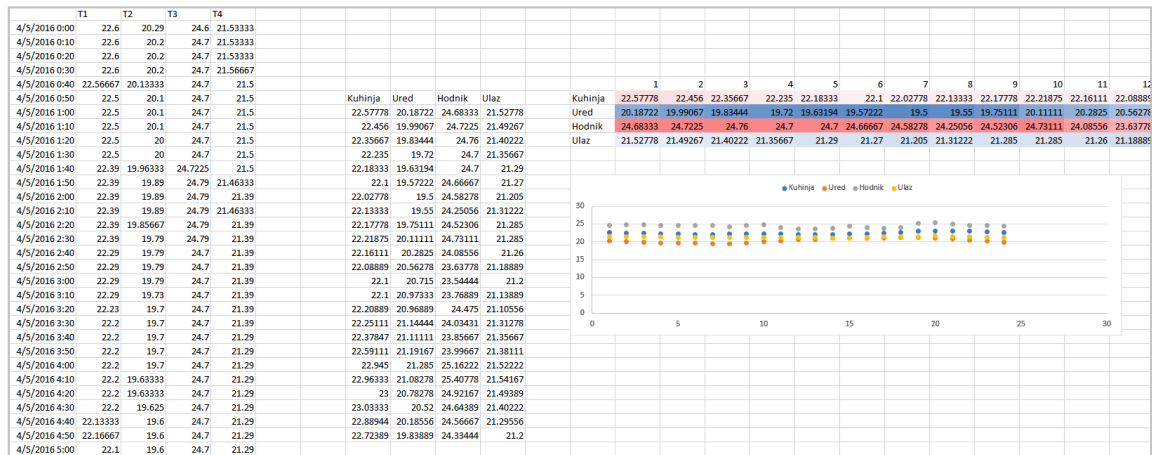 T1 T2 T3 T4
4/5/2016 0:00 22.6 20.29 24.6 21.53333
4/5/2016 0:10 22.6 20.2 24.7 21.53333
4/5/2016 0:20 22.6 20.2 24.7 21.53333
4/5/2016 0:30 22.6 20.2 24.7 21.56667
4/5/2016 0:40 22.56667 20.13333 24.7 21.5 1 2 3 4 5 6 7 8 9 10 11 12
4/5/2016 0:50 22.5 20.1 24.7 21.5 Kuhinja Ured Hodnik Ulaz Kuhinja 22.57778 22.456 22.35667 22.235 22.18333 22.1 22.02778 22.13333 22.17778 22.21875 22.16111 22.08889
4/5/2016 1:00 22.5 20.1 24.7 21.5 22.57778 20.18722 24.68333 21.52778 Ured 20.18722 19.99067 19.83444 19.72 19.63194 19.57222 19.5 19.55 19.75111 20.11111 20.2825 20.56278
4/5/2016 1:10 22.5 20.1 24.7 21.5 22.456 19.99067 24.7225 21.49267 Hodnik 24.68333 24.7225 24.76 24.7 24.7 24.66667 24.58278 24.25056 24.52306 24.73111 24.08556 23.63778
4/5/2016 1:20 22.5 20 24.7 21.5 22.35667 19.83444 24.76 21.40222 Ulaz 21.52778 21.49267 21.40222 21.35667 21.29 21.27 21.205 21.31222 21.285 21.285 21.26 21.18889
4/5/2016 1:30 22.5 20 24.7 21.5 22.235 19.72 24.7 21.35667
4/5/2016 1:40 22.39 19.96333 24.7225 21.5 22.18333 19.63194 24.7 21.29
4/5/2016 1:50 22.39 19.89 24.79 21.46333 22.1 19.57222 24.66667 21.27
4/5/2016 2:00 22.39 19.89 24.79 21.39 22.02778 19.5 24.58278 21.205
4/5/2016 2:10 22.39 19.89 24.79 21.46333 22.13333 19.55 24.25056 21.31222
4/5/2016 2:20 22.39 19.85667 24.79 21.39 22.17778 19.75111 24.52306 21.285
4/5/2016 2:30 22.39 19.79 24.79 21.39 22.21875 20.11111 24.73111 21.285
4/5/2016 2:40 22.29 19.79 24.7 21.39 22.16111 20.2825 24.08556 21.26
4/5/2016 2:50 22.29 19.79 24.7 21.39 22.08889 20.56278 23.63778 21.18889
4/5/2016 3:00 22.29 19.79 24.7 21.39 22.1 20.715 23.54444 21.2
4/5/2016 3:10 22.29 19.73 24.7 21.39 22.1 20.97333 23.76889 21.13889
4/5/2016 3:20 22.23 19.7 24.7 21.39 22.20889 20.96889 24.475 21.10556
4/5/2016 3:30 22.2 19.7 24.7 21.39 22.25111 21.14444 24.03431 21.31278
4/5/2016 3:40 22.2 19.7 24.7 21.29 22.37847 21.11111 23.85667 21.35667
4/5/2016 3:50 22.2 19.7 24.7 21.29 22.59111 21.19167 23.99667 21.38111
4/5/2016 4:00 22.2 19.7 24.7 21.29 22.945 21.285 25.16222 21.52222
4/5/2016 4:10 22.2 19.63333 24.7 21.29 22.96333 21.08278 25.40778 21.54167
4/5/2016 4:20 22.2 19.63333 24.7 21.29 23 20.78278 24.92167 21.49389
4/5/2016 4:30 22.2 19.625 24.7 21.29 23.03333 20.52 24.64389 21.40222
4/5/2016 4:40 22.13333 19.6 24.7 21.29 22.88944 20.18556 24.56667 21.29556
4/5/2016 4:50 22.16667 19.6 24.7 21.29 22.72389 19.83889 24.33444 21.2
4/5/2016 5:00 22.1 19.6 24.7 21.29
Kuhinja Ured Hodnik Ulaz
30
25
20
15
10
5
0
0 5 10 15 20 25 30